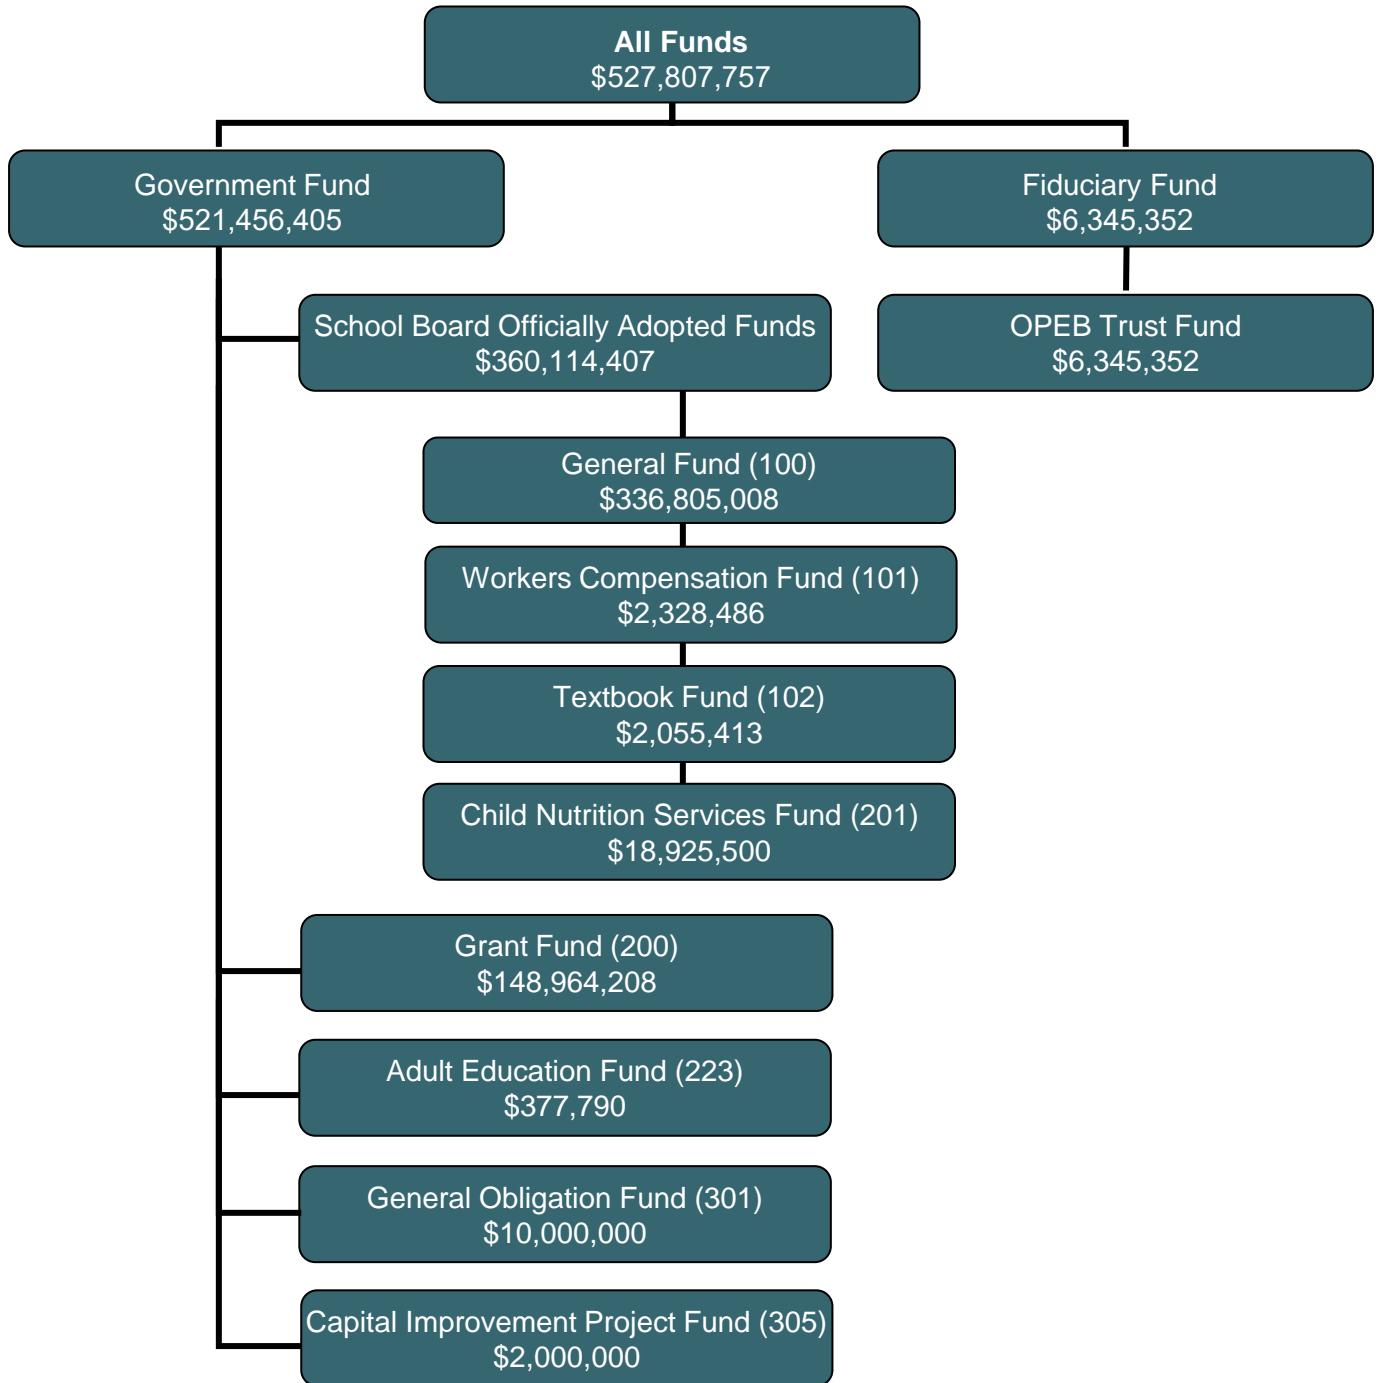 All Funds
$527,807,757
Government Fund
$521,456,405
Fiduciary Fund
$6,345,352
School Board Officially Adopted Funds
$360,114,407
OPEB Trust Fund
$6,345,352
General Fund (100)
$336,805,008
Workers Compensation Fund (101)
$2,328,486
Textbook Fund (102)
$2,055,413
Child Nutrition Services Fund (201)
$18,925,500
Grant Fund (200)
$148,964,208
Adult Education Fund (223)
$377,790
General Obligation Fund (301)
$10,000,000
Capital Improvement Project Fund (305)
$2,000,000